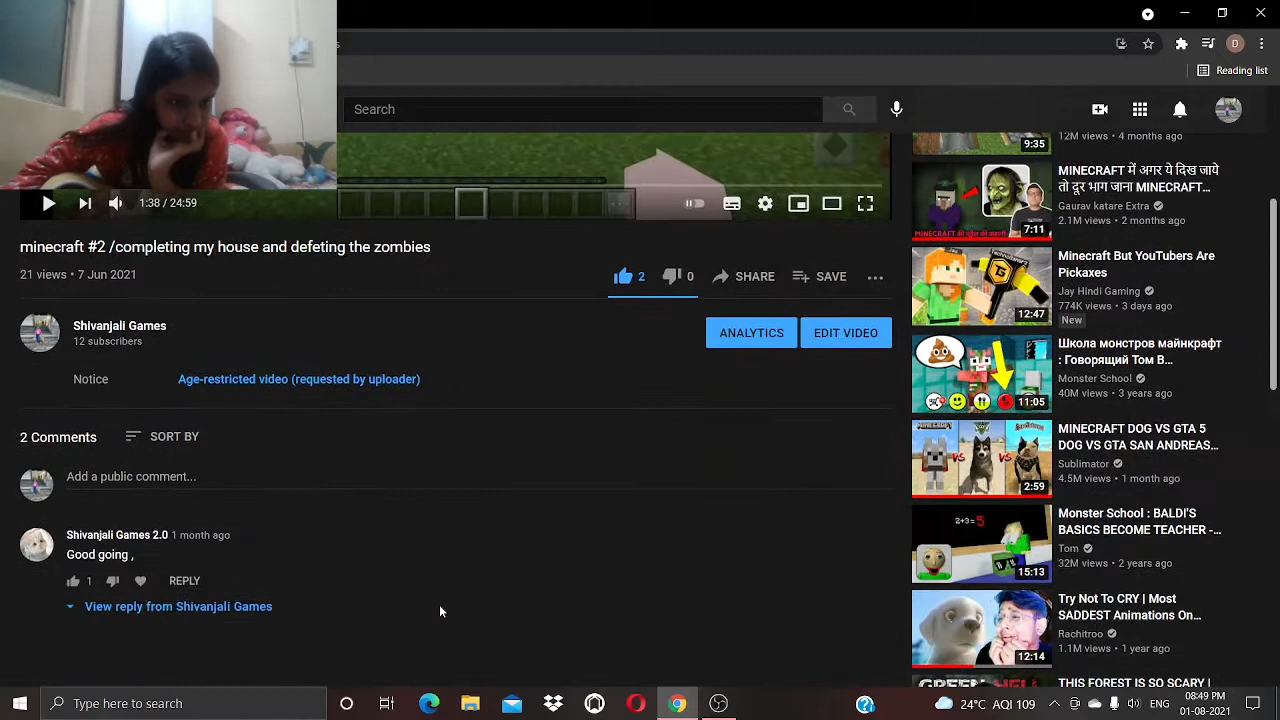 s
Reading list
Search
1:38 / 24:59
minecraft #2 /completing my house and defeting the zombies
21 views • 7 Jun 2021
2
0
SHARE
SAVE
Shivanjali Games
12 subscribers
ANALYTICS
EDIT VIDEO
Notice
Age-restricted video (requested by uploader)
2 Comments
SORT BY
Add a public comment...
Shivanjali Games 2.0 1 month ago
Good going ,
1
REPLY
View reply from Shivanjali Games
9:35
12M views • 4 months ago
7:11
MINECRAFT में अगर ये दिख जाये
तो दूर भाग जाना MINECRAFT...
Gaurav katare Extra
2.1M views • 2 months ago
12:47
Minecraft But YouTubers Are
Pickaxes
Jay Hindi Gaming
774K views • 3 days ago
New
11:05
Школа монстров майнкрафт
: Говорящий Том В...
Monster School
40M views • 3 years ago
MINECRAFT
VS
VS
2:59
MINECRAFT DOG VS GTA 5
DOG VS GTA SAN ANDREAS...
Sublimator
4.5M views • 1 month ago
2+3=5
15:13
Monster School : BALDI'S
BASICS BECOME TEACHER -...
Tom
32M views • 2 years ago
12:14
Try Not To CRY | Most
SADDEST Animations On...
Rachitroo
1.1M views • 1 year ago
THIS FOREST IS SO SCARY |
Type here to search
24°C
ENG
08:49 PM
01-08-2021
D